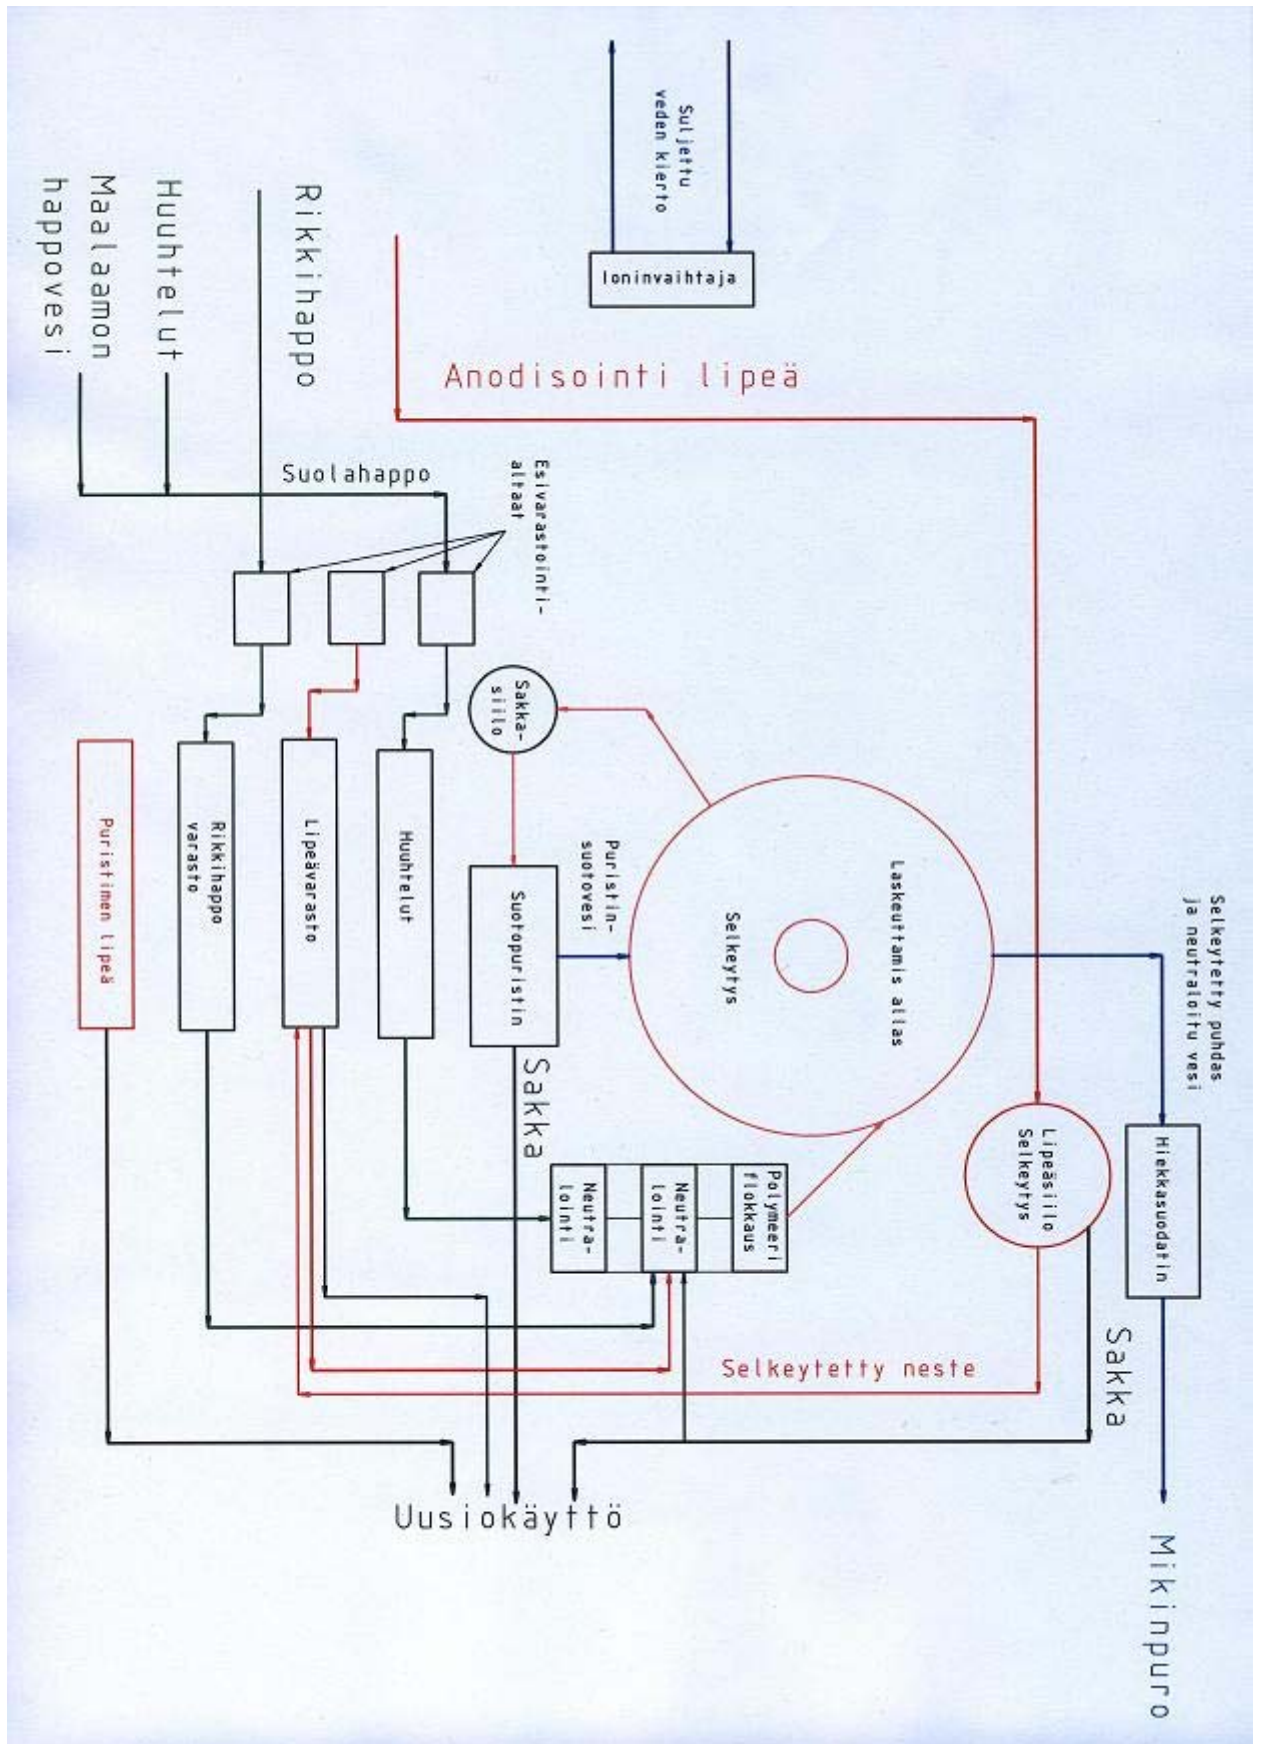 Suljettu
veden kierto
Ioninvaihtaja
Maalaamon
happovesi
Huuhtelut
Rikkihappo
Anodisointi lipeä
Suolahappo
Esivarastointi-
altaat
Sakka-
siilo
Puristimen lipeä
Rikkihappo
varasto
Lipeävarasto
Huuhtelut
Suotopuristin
Puristin-
suotovesi
Selkeytys
Laskeuttamis allas
Selkeytetty puhdas
ja neutraloitu vesi
Sakka
Neutra-
lointi
Neutra-
lointi
Polymeeri
flokkaus
Lipeäsiilo
Selkeytys
Hiekkasuodatin
Selkeytetty neste
Sakka
Uusiokäyttö
Mikinpuro